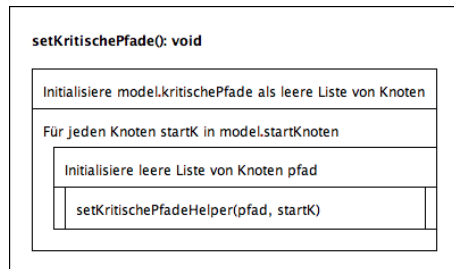 setKritischePfade(): void
Initialisiere model.kritischePfade als leere Liste von Knoten
Für jeden Knoten startK in model.startKnoten
Initialisiere leere Liste von Knoten pfad
setKritischePfadeHelper(pfad, startK)